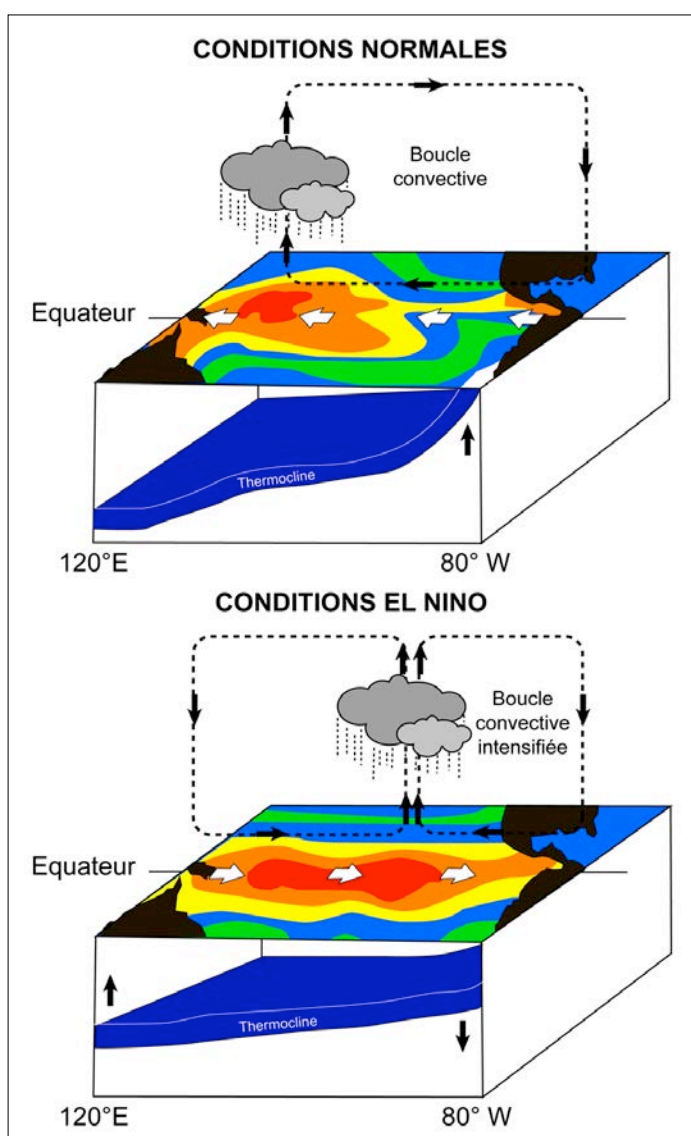 CONDITIONS NORMALES
Boucle
convective
Equateur
Thermocline
120°E
80° W
CONDITIONS EL NINO
Boucle
convective
intensifiée
Equateur
Thermocline
120°E
80° W